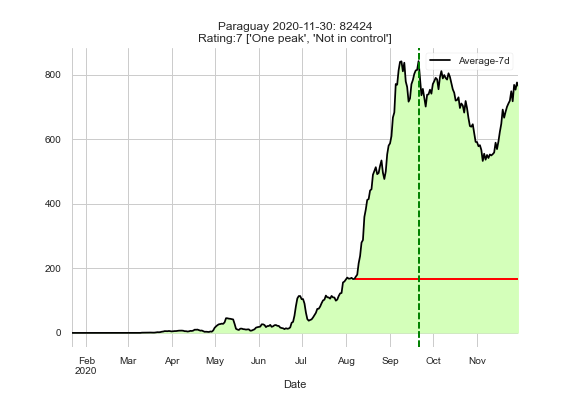 Paraguay 2020-11-30: 82424
Rating:7 ['One peak', 'Not in control']
Average-7d
800
600
400
200
0
Feb Mar Apr May Jun Jul Aug Sep Oct Nov
2020
Date